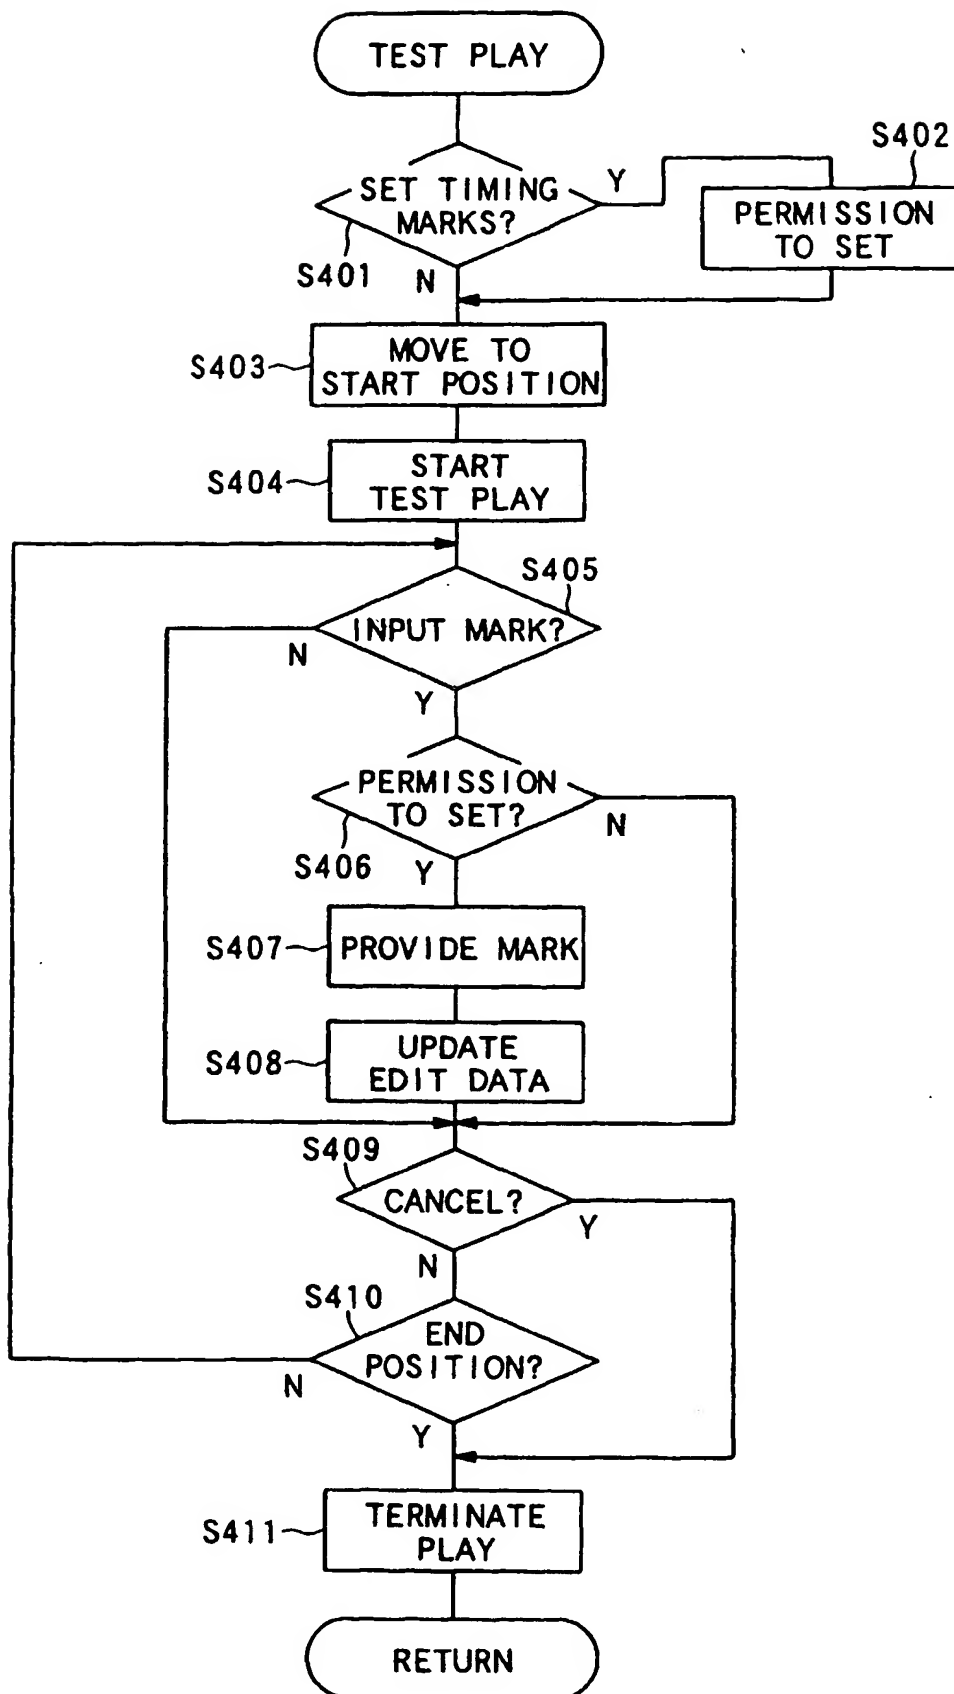 TEST PLAY
S402
SET TIMING
MARKS?
Y
PERMISSION
TO SET
S401
N
MOVE TO
START POSITION
S403
START
TEST PLAY
S404
S405
INPUT MARK?
N
Y
PERMISSION
TO SET?
N
S406
Y
S407
PROVIDE MARK
UPDATE
EDIT DATA
S408
S409
CANCEL?
Y
N
S410
END
POSITION?
N
Y
TERMINATE
PLAY
S411
RETURN